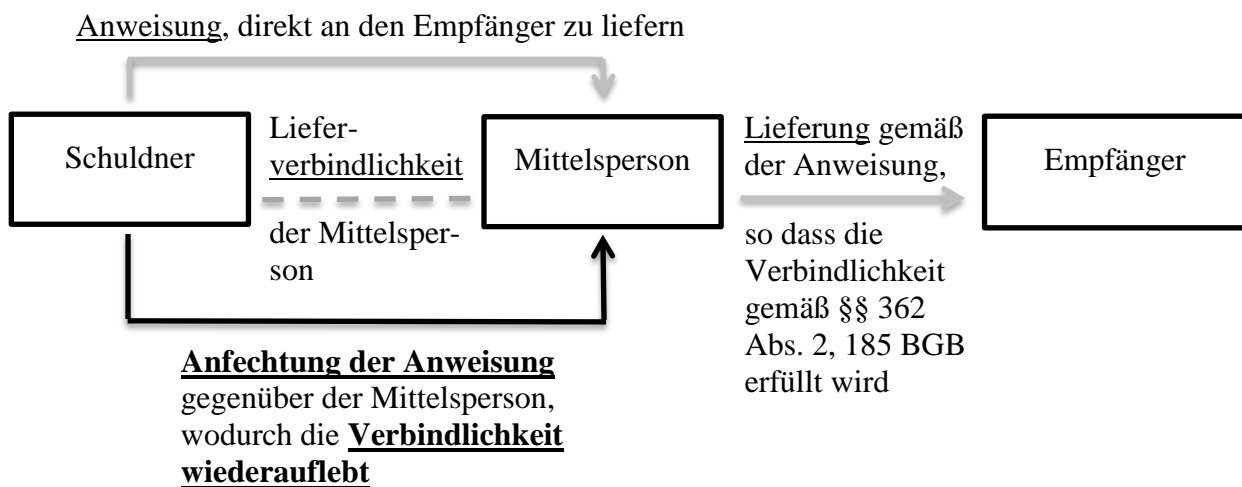 Anweisung, direkt an den Empfänger zu liefern
Schuldner
Liefer-
verbindlichkeit
der Mittelsper-
son
Mittelsperson
Lieferung gemäß
der Anweisung,
so dass die
Verbindlichkeit
gemäß §§ 362
Abs. 2, 185 BGB
erfüllt wird
Empfänger
Anfechtung der Anweisung
gegenüber der Mittelsperson,
wodurch die Verbindlichkeit
wiederauflebt